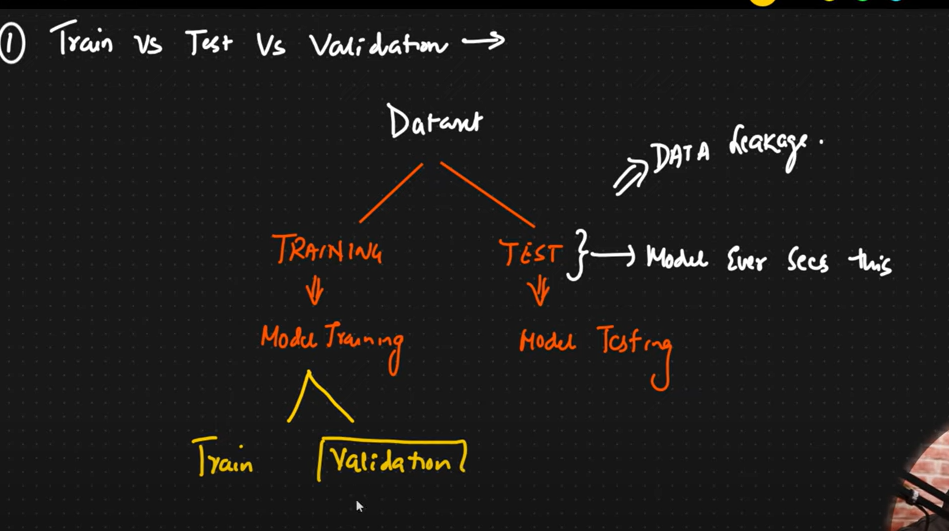 ① Train vs Test Vs Validation →
Dataset
DATA leakage.
TRAINING
TEST } → Model Ever sees this
Model Training
Model Testing
Train
Validation